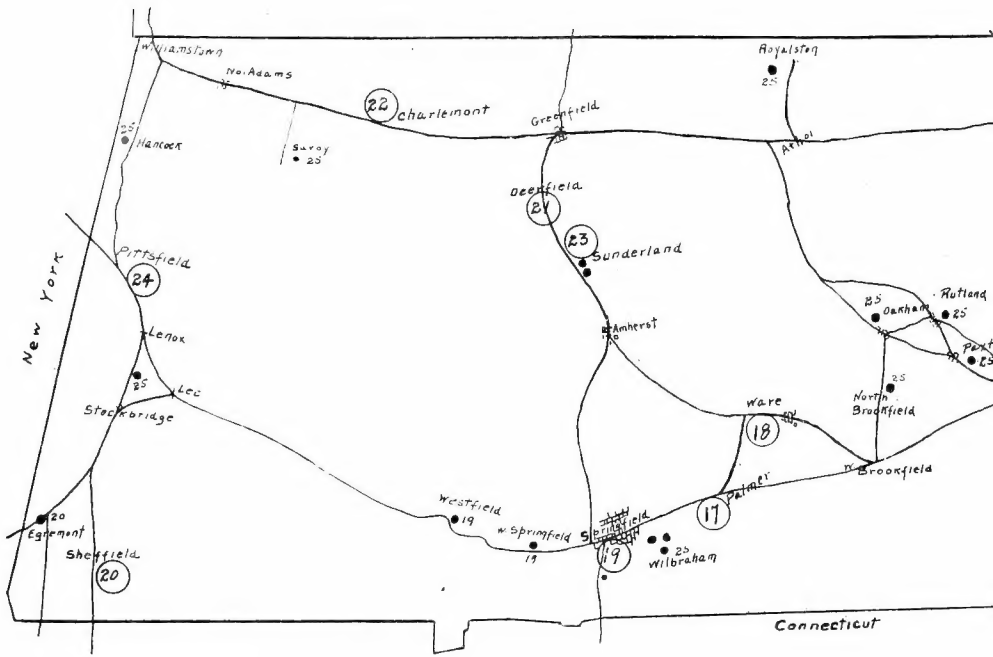 Williamstown
No. Adams
22
Charlemont
Greenfield
Royalston
25
Athol
25
Hancock
Savoy
25
Deerfield
21
23
Sunderland
Pittsfield
24
New York
Lenox
25
Lee
Stockbridge
Amherst
25
Oakham
Rutland
25
Paxt
25
25
North
Brookfield
Ware
18
W. Brookfield
Palmer
17
Westfield
19
W. Springfield
19
Springfield
19
25
Wilbraham
20
Egremont
Sheffield
20
Connecticut